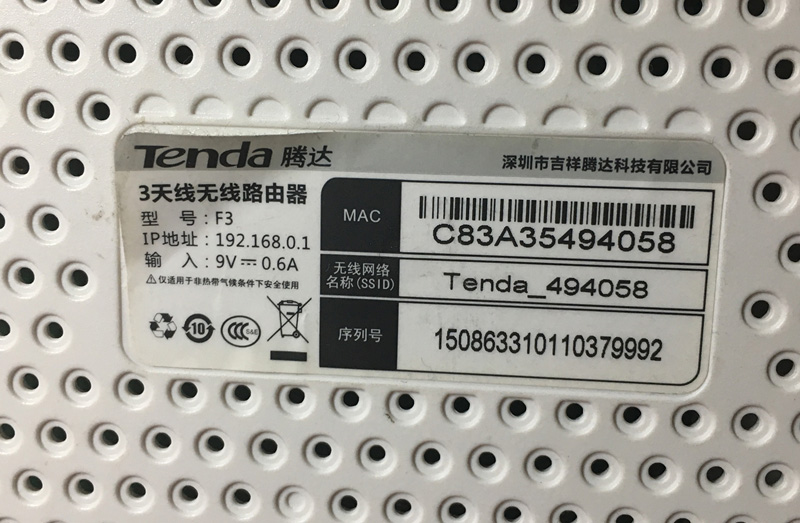 Tenda 腾达
深圳市吉祥腾达科技有限公司
3天线无线路由器
型 号：F3
IP地址：192.168.0.1
输 入：9V⎓0.6A
⚠仅适用于非热带气候条件下安全使用
10
CCC S&E
MAC
C83A35494058
无线网络
名称(SSID)
Tenda_494058
序列号
150863310110379992